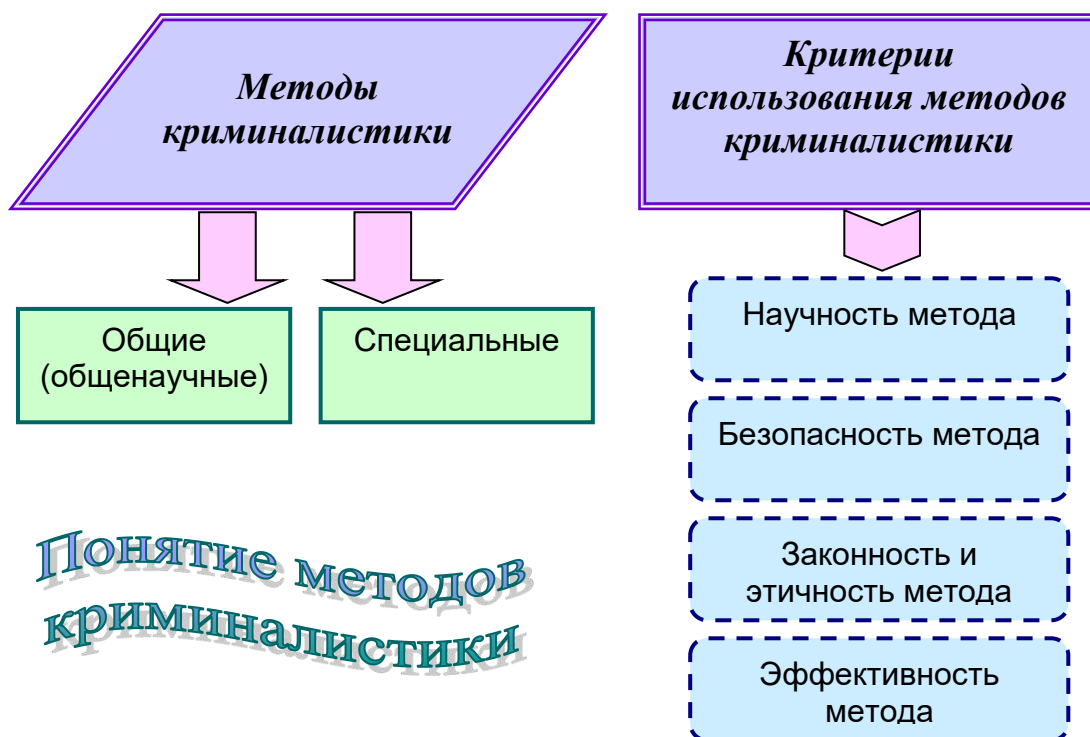 Методы
криминалистики
Общие
(общенаучные)
Специальные
Понятие методов
криминалистики
Критерии
использования методов
криминалистики
Научность метода
Безопасность метода
Законность и
этичность метода
Эффективность
метода